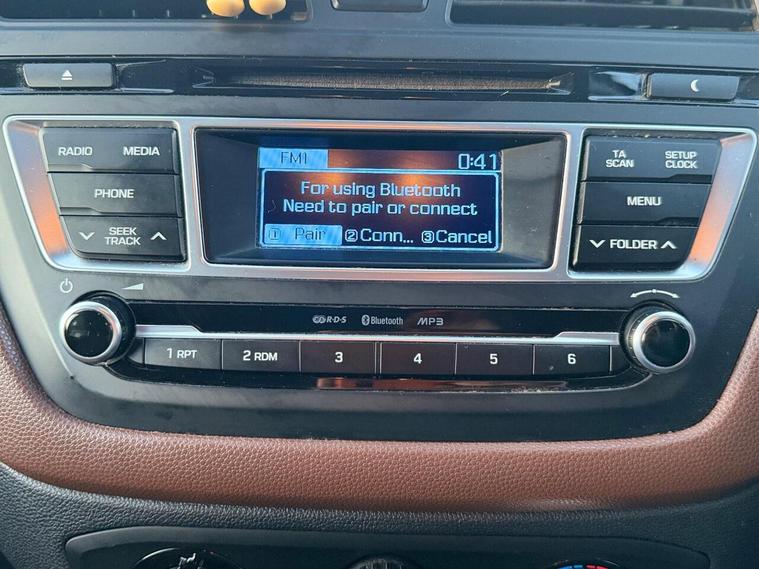 RADIO MEDIA
PHONE
SEEK
TRACK
FM1 0:41
For using Bluetooth
Need to pair or connect
1 Pair 2 Conn... 3 Cancel
TA
SCAN
SETUP
CLOCK
MENU
FOLDER
R·D·S Bluetooth MP3
1 RPT 2 RDM 3 4 5 6